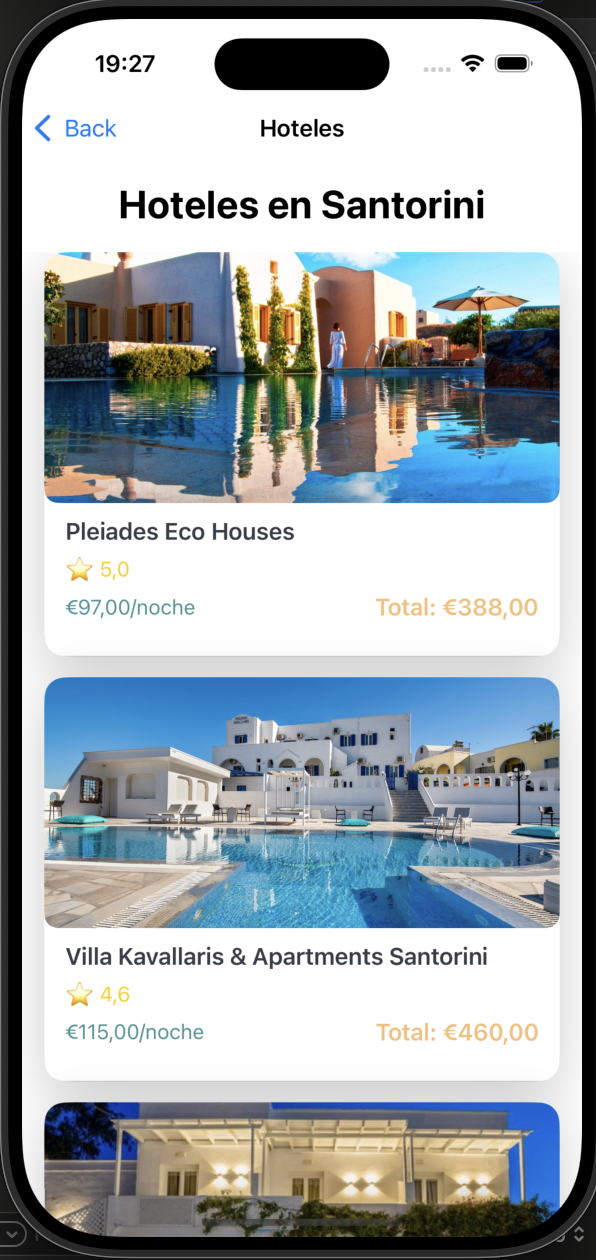 19:27
Back
Hoteles
Hoteles en Santorini
Pleiades Eco Houses
5,0
€97,00/noche
Total: €388,00
Villa Kavallaris & Apartments Santorini
4,6
€115,00/noche
Total: €460,00